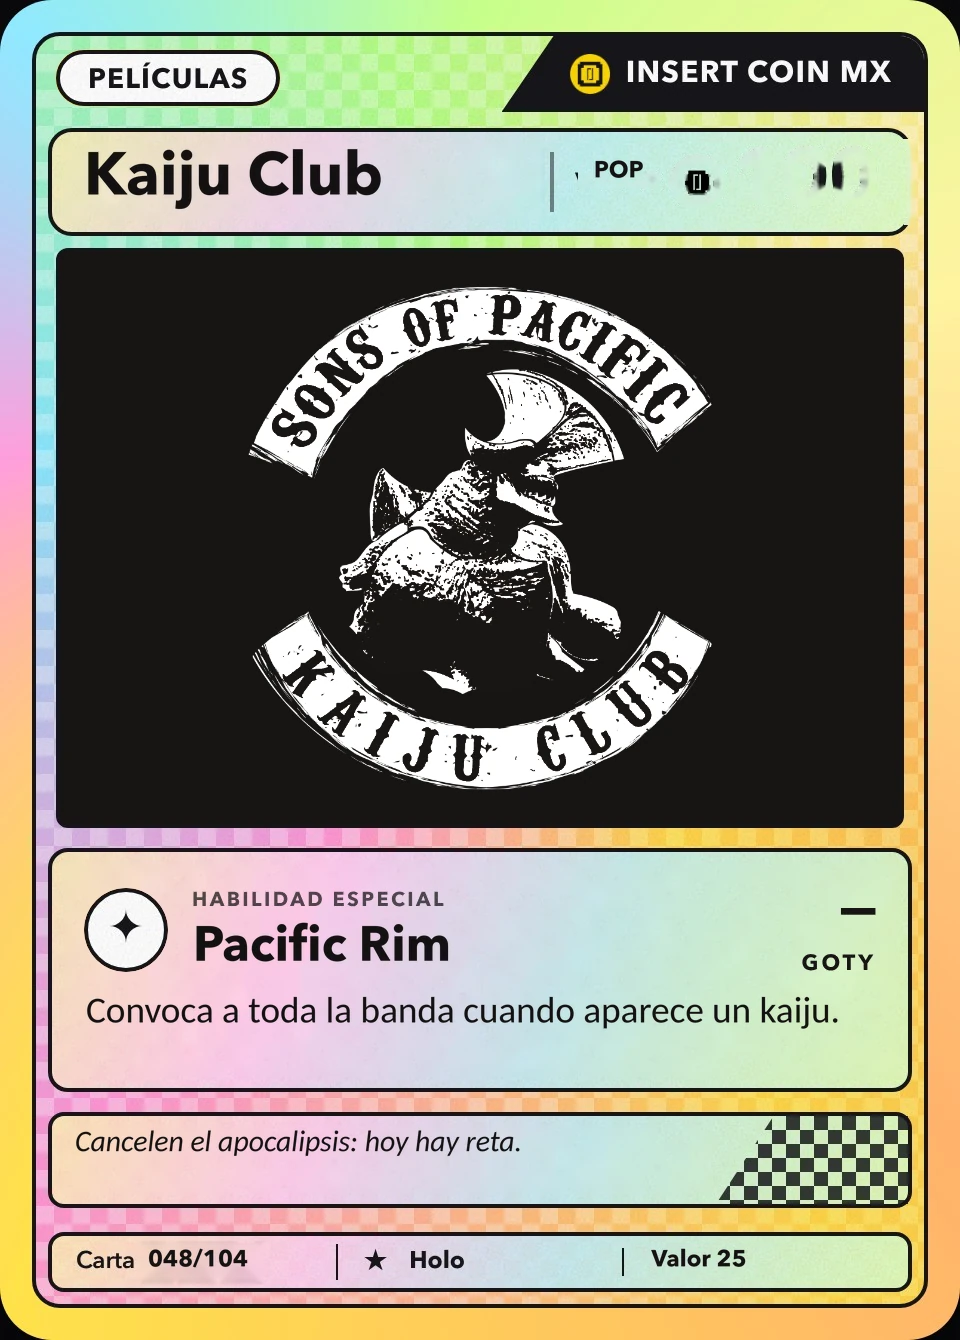 PELÍCULAS
INSERT COIN MX
Kaiju Club
POP
SONS OF PACIFIC
KAIJU CLUB
HABILIDAD ESPECIAL
Pacific Rim
—
GOTY
Convoca a toda la banda cuando aparece un kaiju.
Cancelen el apocalipsis: hoy hay reta.
Carta 048/104
★ Holo
Valor 25